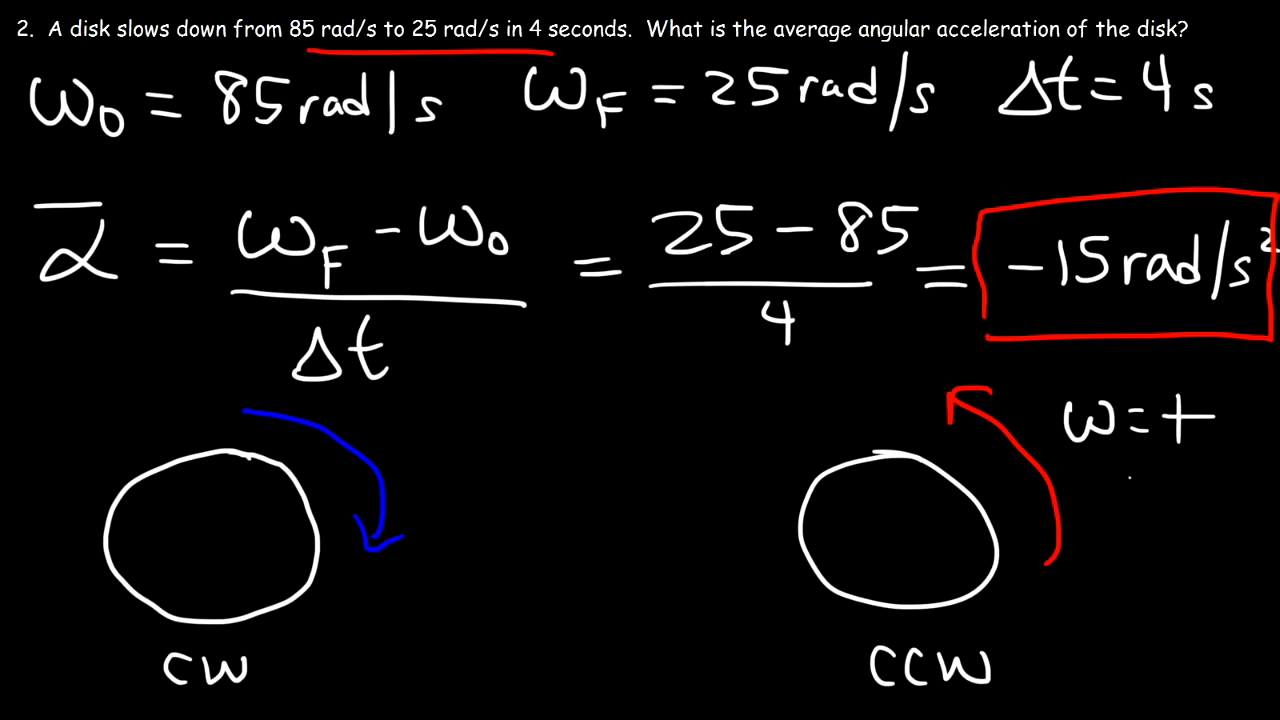 2. A disk slows down from 85 rad/s to 25 rad/s in 4 seconds. What is the average angular acceleration of the disk?
ω₀ = 85 rad/s ω_F = 25 rad/s Δt = 4 s
ᾱ = (ω_F - ω₀)/Δt = (25 - 85)/4 = -15 rad/s²
ω = +
CW CCW